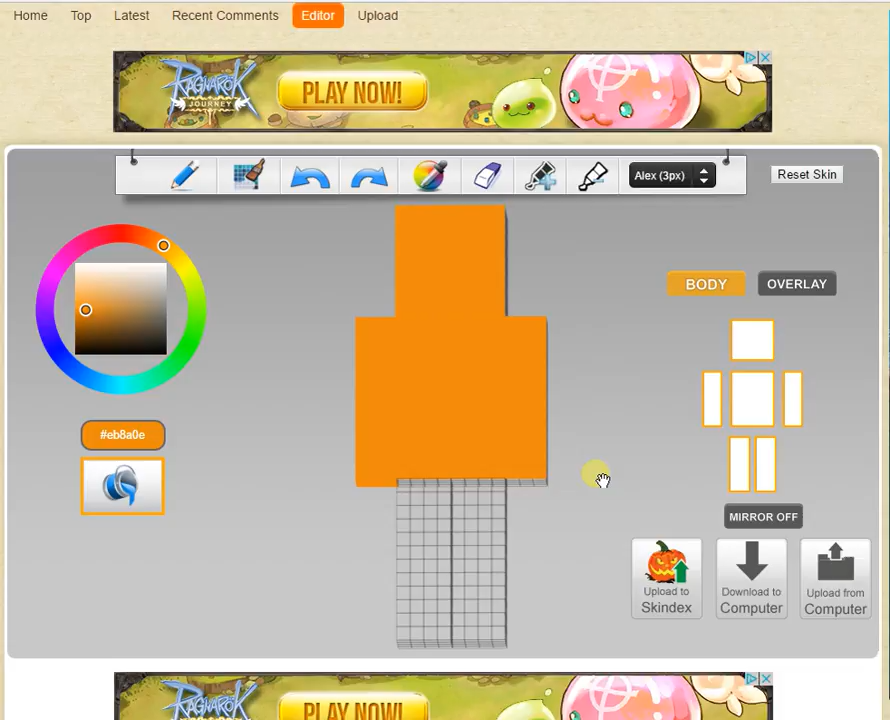 Home Top Latest Recent Comments Editor Upload
RAGNAROK
JOURNEY
PLAY NOW!
Alex (3px)
Reset Skin
BODY OVERLAY
#eb8a0e
MIRROR OFF
Upload to
Skindex
Download to
Computer
Upload from
Computer
RAGNAROK
PLAY NOW!